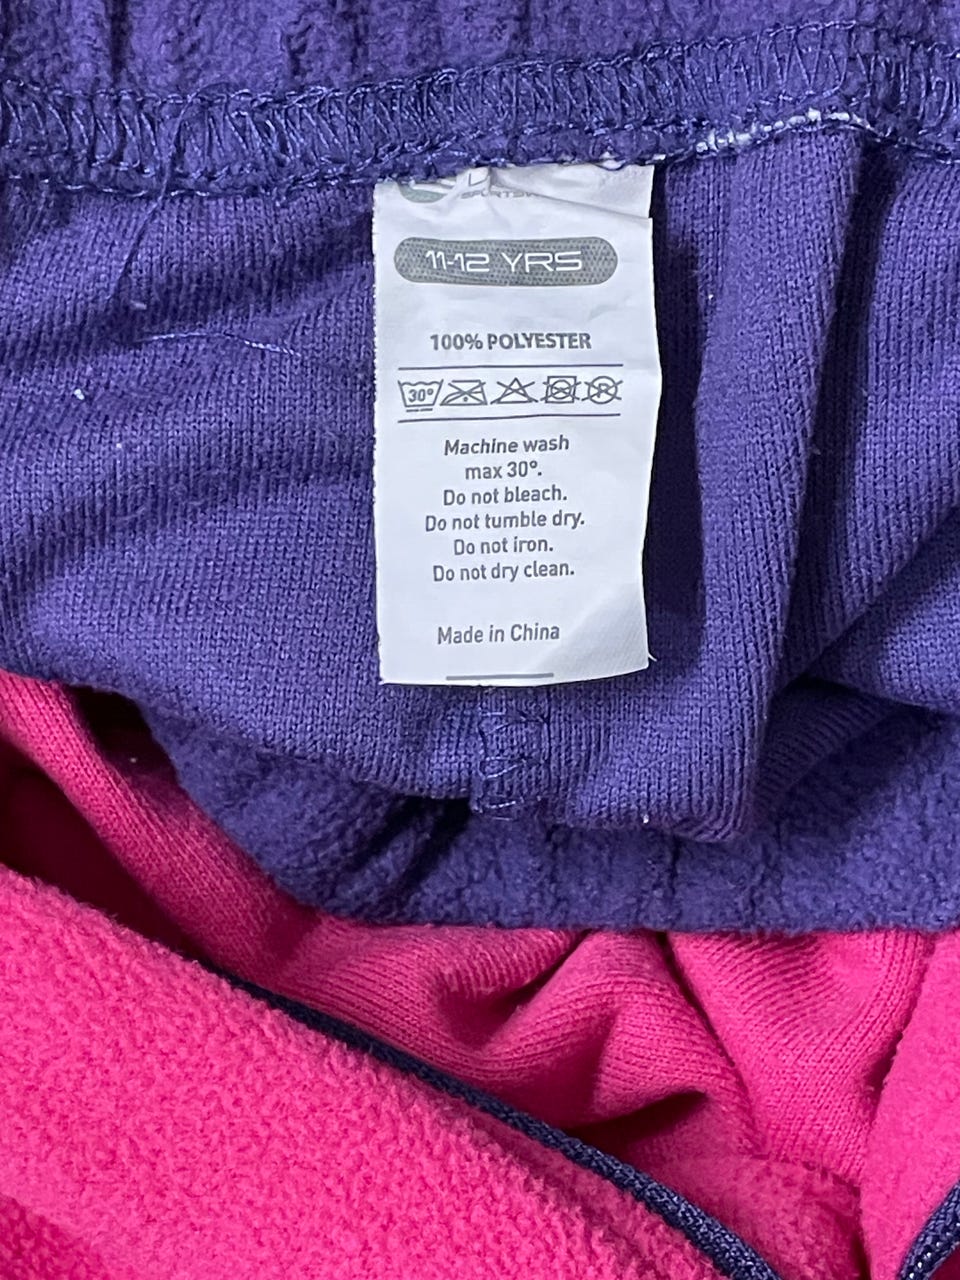 11-12 YRS
100% POLYESTER
30°
P
Machine wash
max 30°.
Do not bleach.
Do not tumble dry.
Do not iron.
Do not dry clean.
Made in China